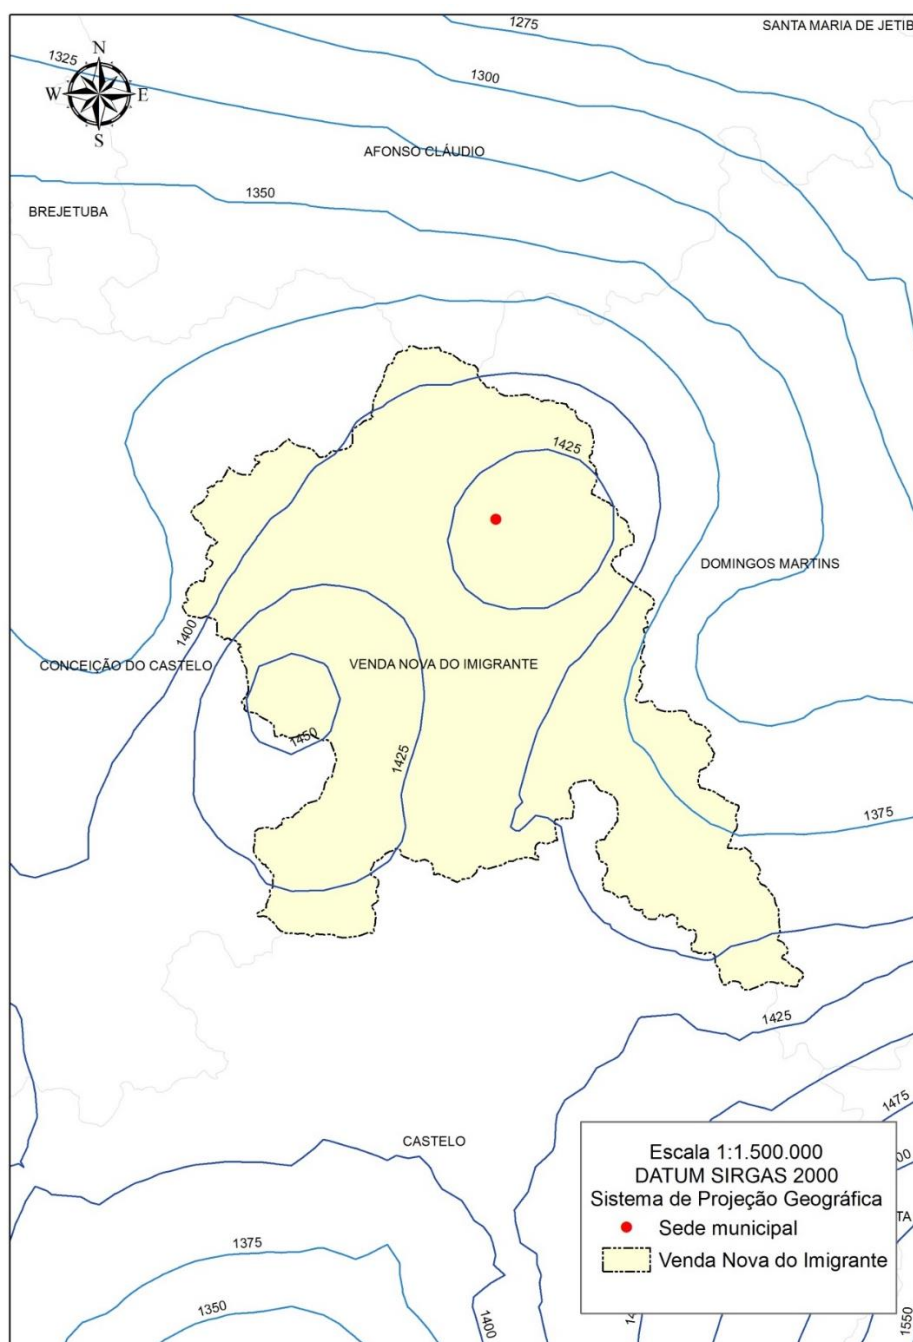 1275
SANTA MARIA DE JETIB
1325
N
1300
W
E
S
AFONSO CLÁUDIO
1350
BREJETUBA
1425
DOMINGOS MARTINS
1400
CONCEIÇÃO DO CASTELO
VENDA NOVA DO IMIGRANTE
1450
1425
1375
1425
1475
CASTELO
Escala 1:1.500.000
DATUM SIRGAS 2000
Sistema de Projeção Geográfica
Sede municipal
Venda Nova do Imigrante
00
TA
1375
1350
1400
1550